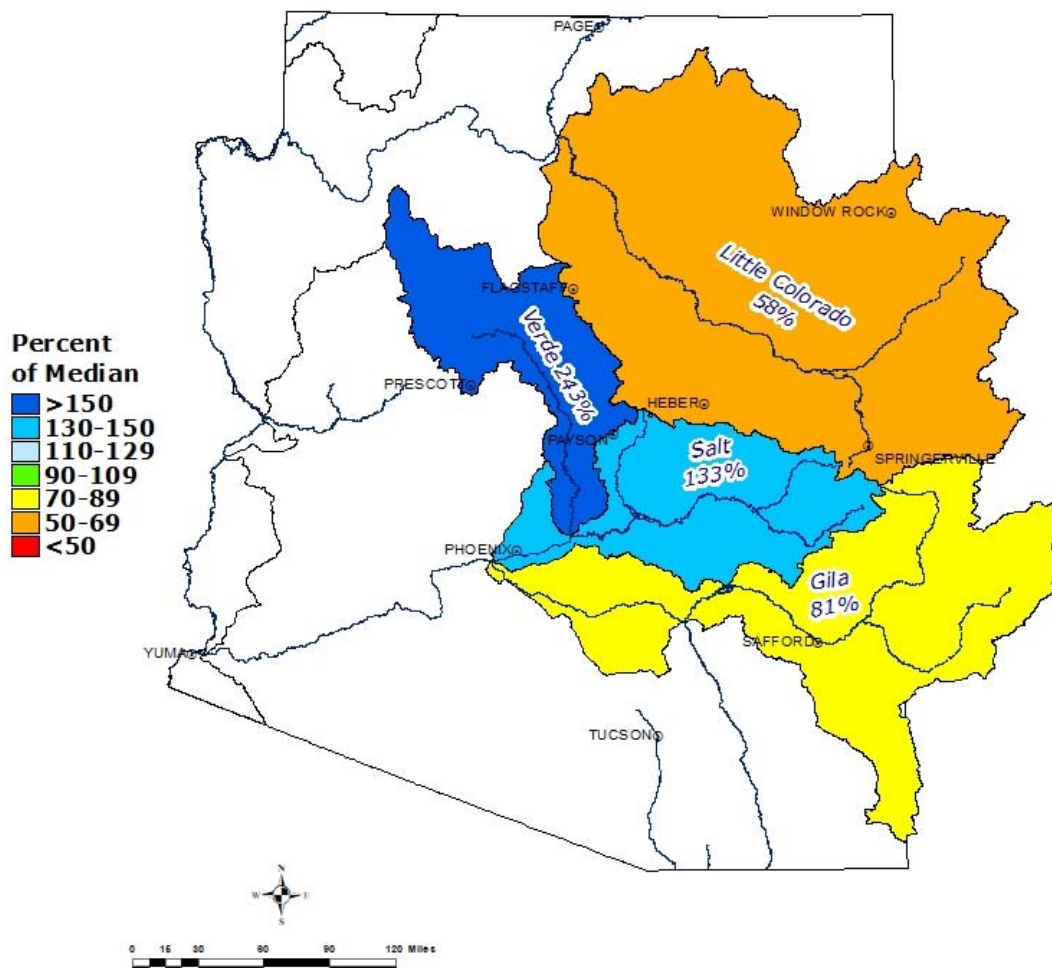 PAGE
WINDOW ROCK
Little Colorado
58%
FLAGSTAFF
Verde 243%
Percent
of Median
>150
130-150
110-129
90-109
70-89
50-69
<50
PRESCOTT
HEBER
PAYSON
Salt
133%
SPRINGERVILLE
PHOENIX
Gila
81%
SAFFORD
YUMA
TUCSON
N
W E
S
0 15 30 60 90 120 Miles